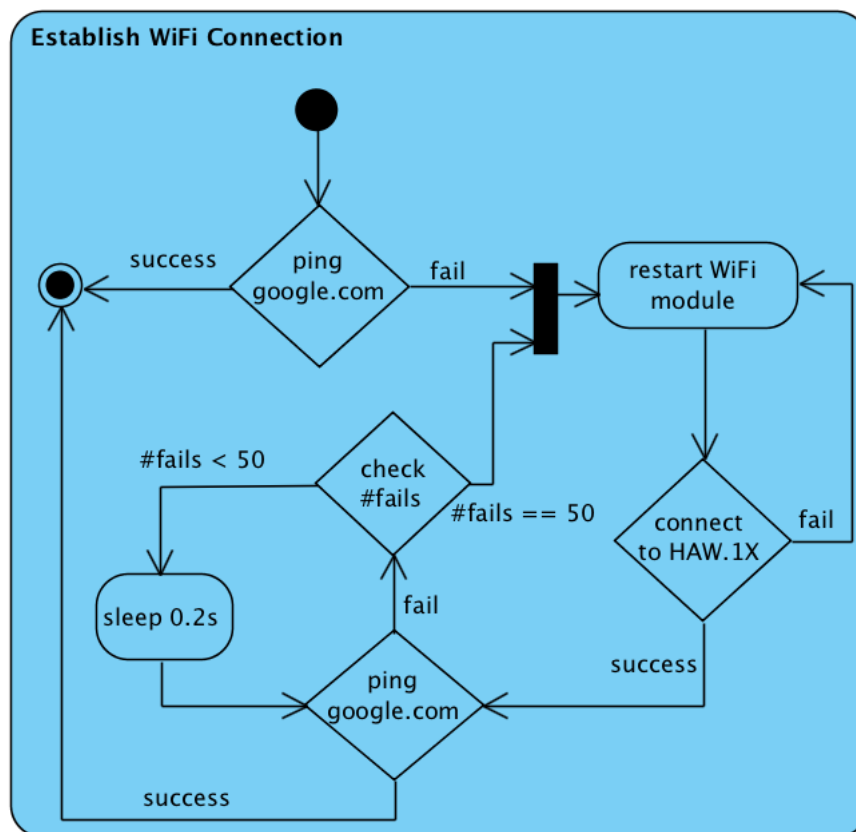 Establish WiFi Connection
success
ping
google.com
fail
restart WiFi
module
#fails < 50
check
#fails
#fails == 50
connect
to HAW.1X
fail
sleep 0.2s
fail
ping
google.com
success
success